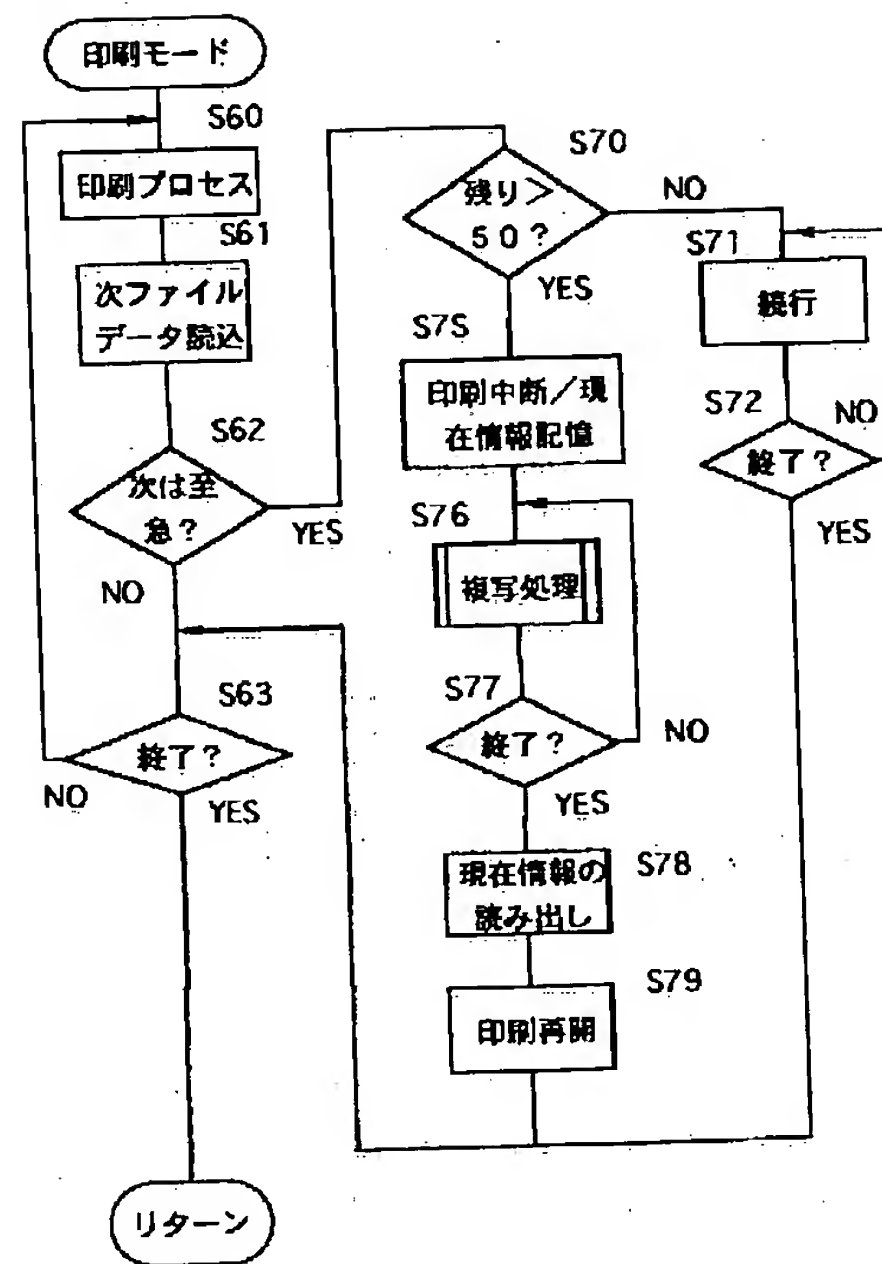 印刷モード
S60
印刷プロセス
S61
次ファイル
データ読込
S62
次は至
急?
YES
NO
S63
終了?
NO
YES
リターン
S70
残り>
50?
NO
YES
S71
続行
S72
NO
終了?
YES
S75
印刷中断/現
在情報記憶
S76
複写処理
S77
終了?
NO
YES
現在情報の
読み出し
S78
S79
印刷再開